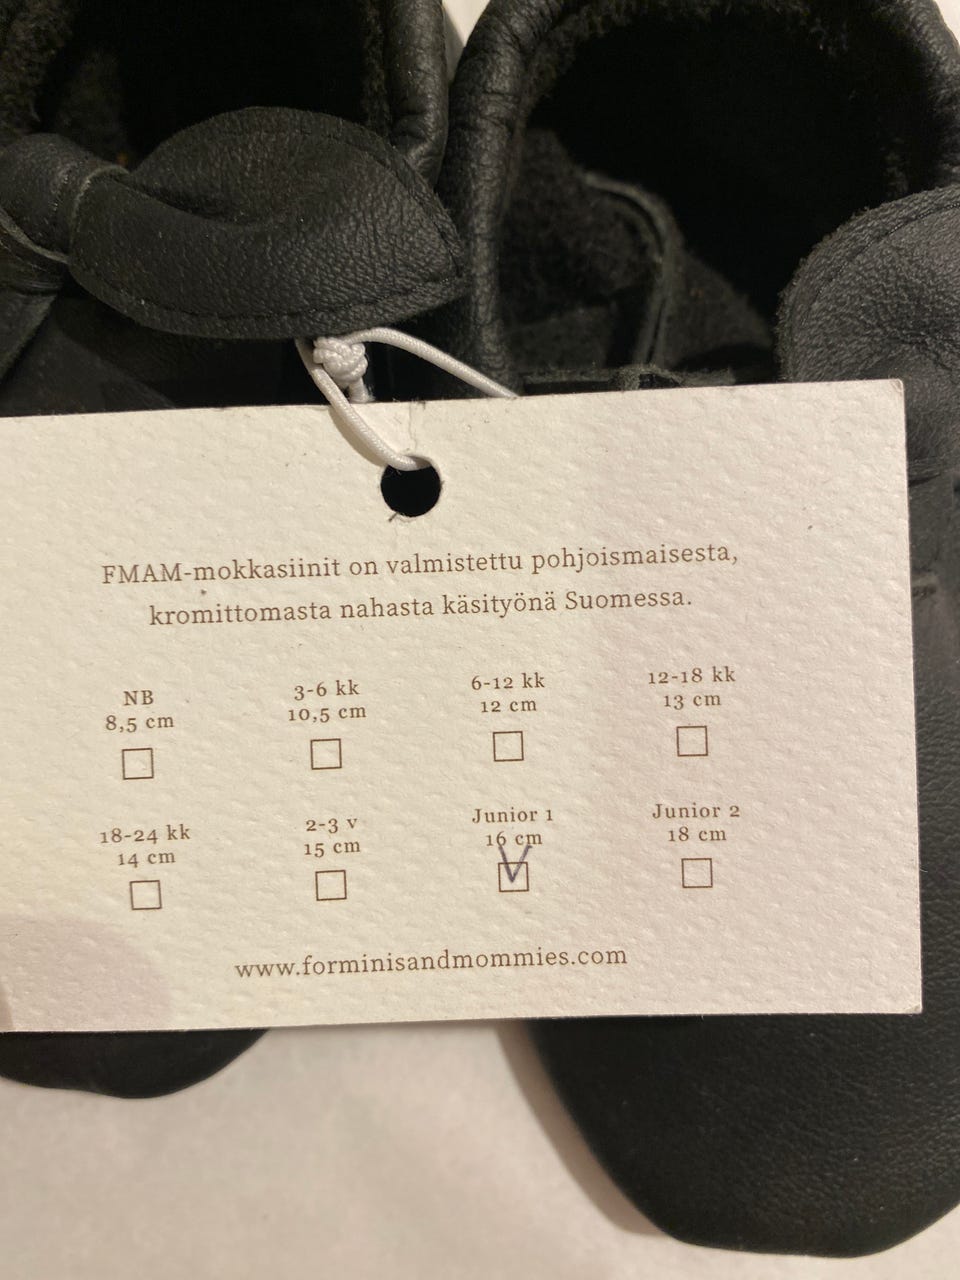 FMAM-mokkasiinit on valmistettu pohjoismaisesta,
kromittomasta nahasta käsityönä Suomessa.
NB 3-6 kk 6-12 kk 12-18 kk
8,5 cm 10,5 cm 12 cm 13 cm
18-24 kk 2-3 v Junior 1 Junior 2
14 cm 15 cm 16 cm 18 cm
www.forminisandmommies.com